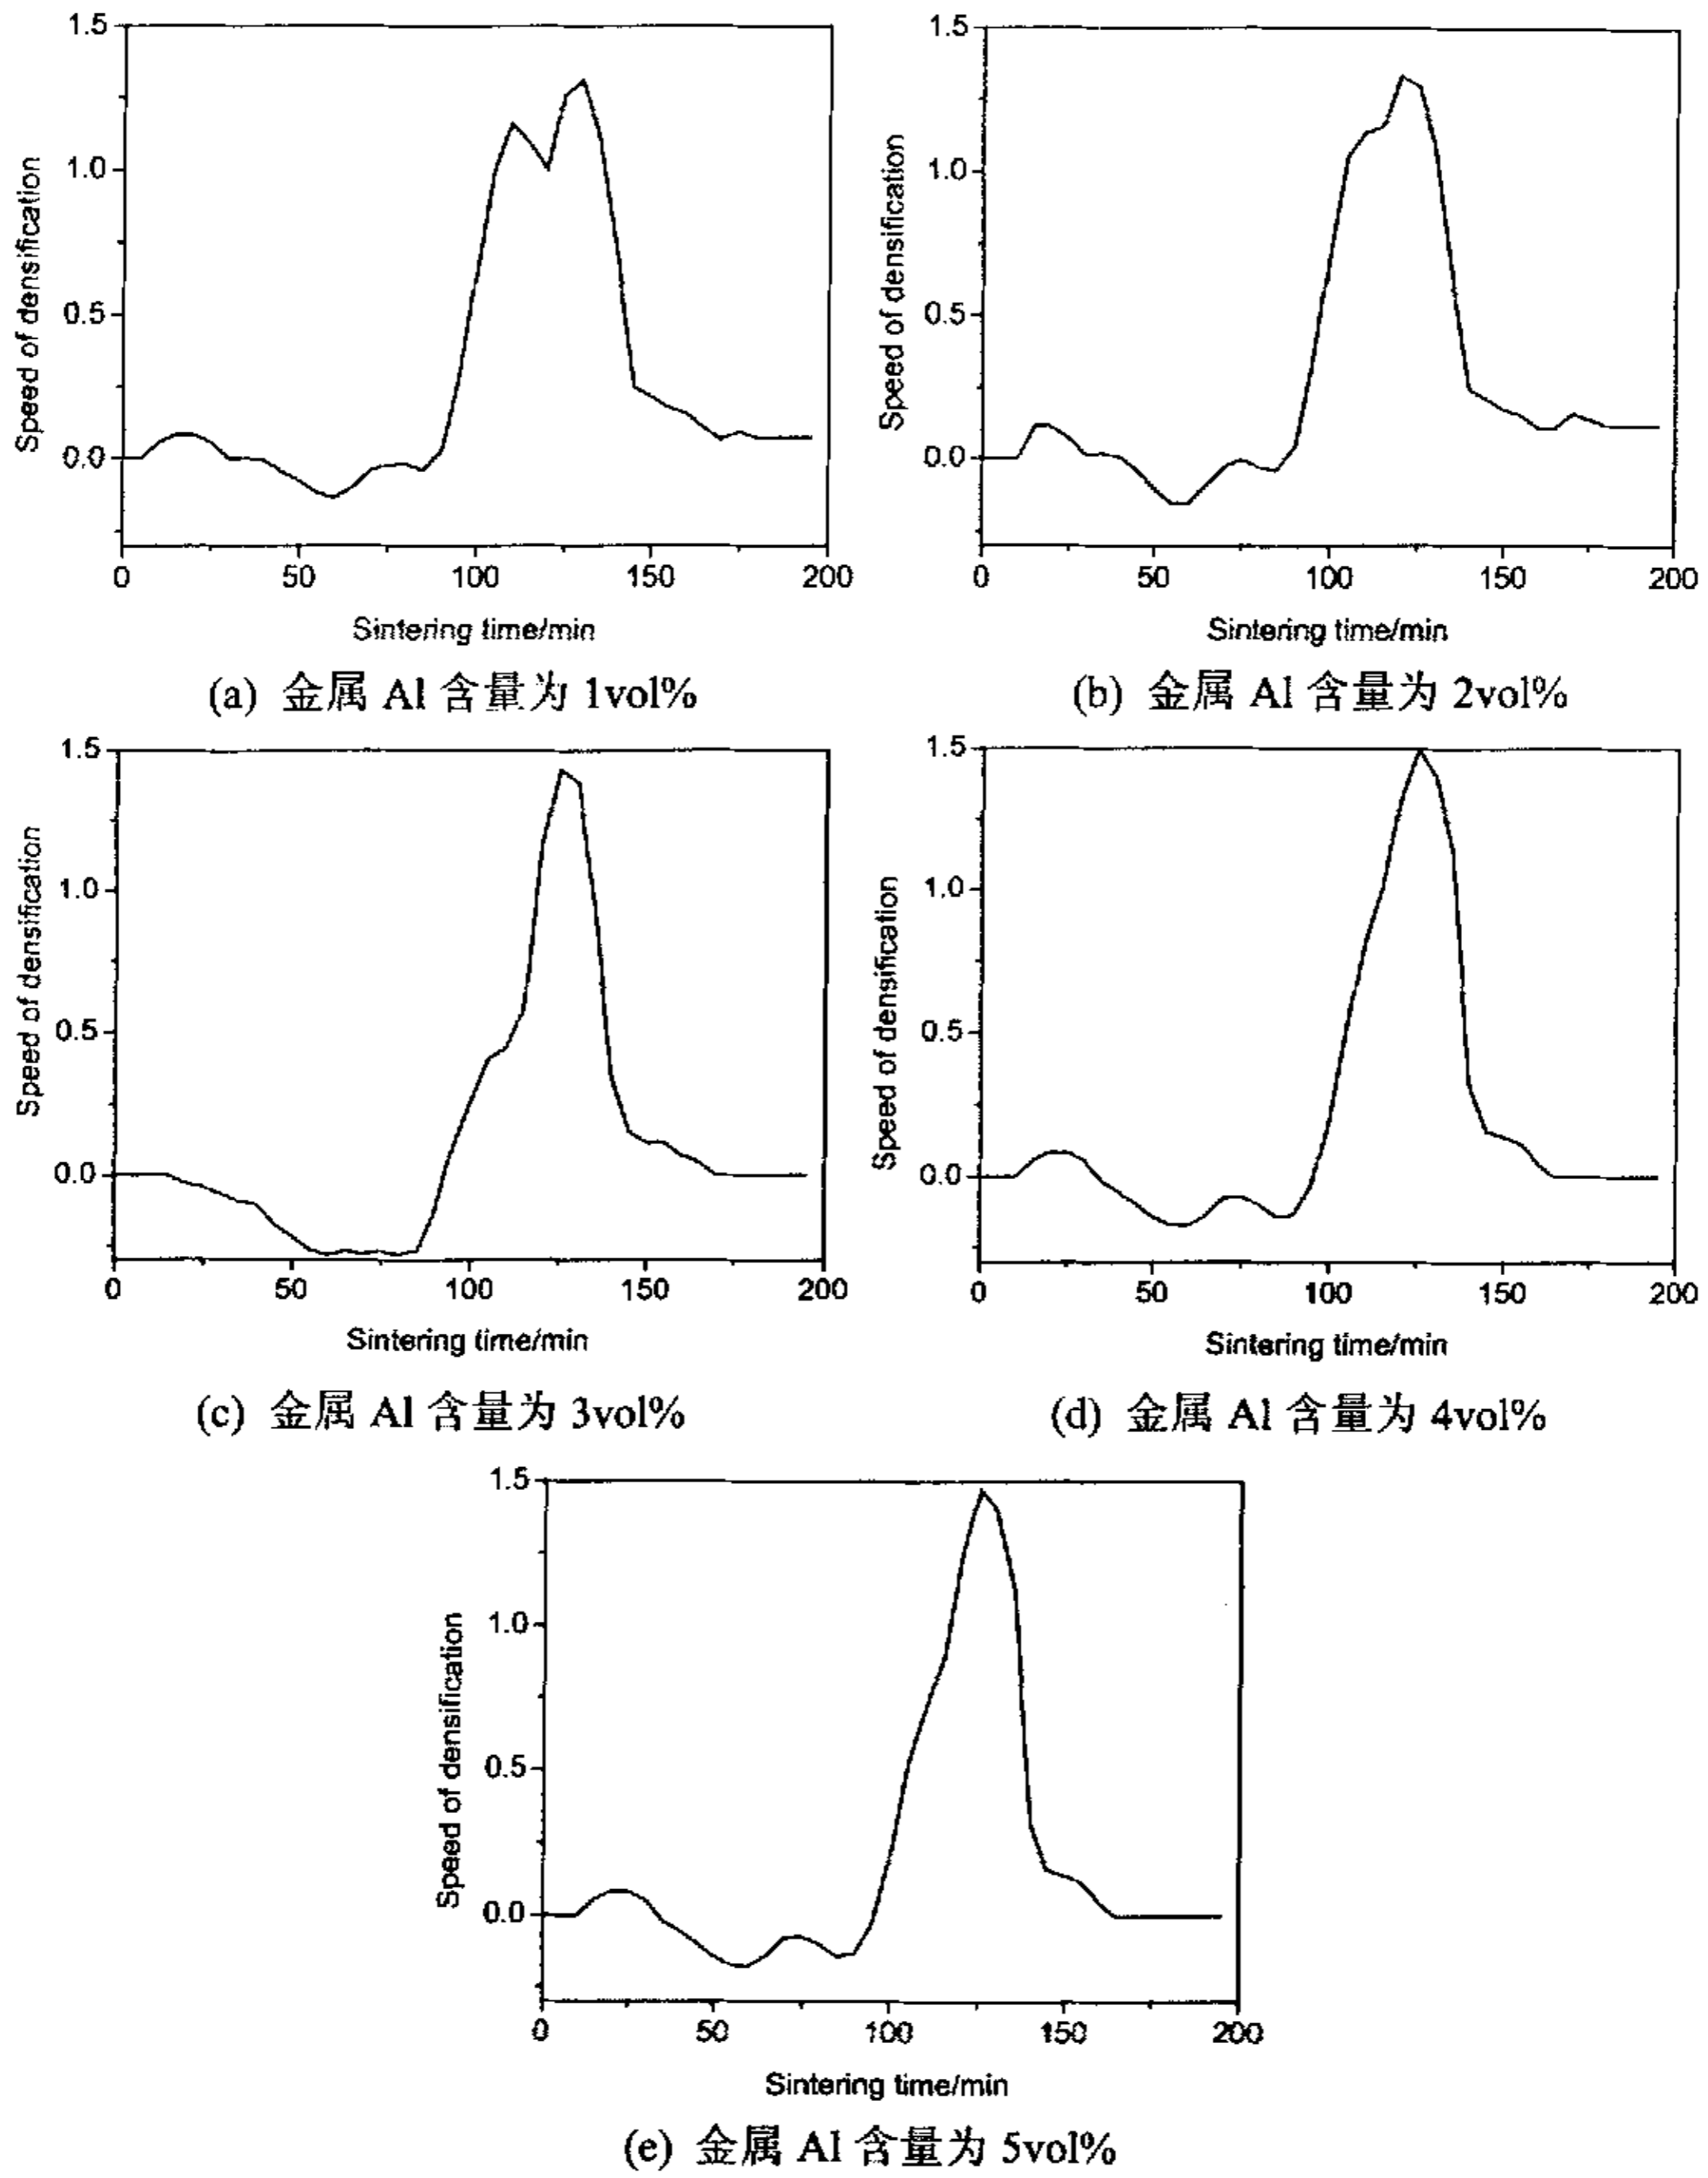 1.5
1.0
0.5
0.0
Speed of densification
0 50 100 150 200
Sintering time/min
(a) 金属 Al 含量为 1vol%
1.5
1.0
0.5
0.0
Speed of densification
0 50 100 150 200
Sintering time/min
(b) 金属 Al 含量为 2vol%
1.5
1.0
0.5
0.0
Speed of densification
0 50 100 150 200
Sintering time/min
(c) 金属 Al 含量为 3vol%
1.5
1.0
0.5
0.0
Speed of densification
0 50 100 150 200
Sintering time/min
(d) 金属 Al 含量为 4vol%
1.5
1.0
0.5
0.0
Speed of densification
0 50 100 150 200
Sintering time/min
(e) 金属 Al 含量为 5vol%